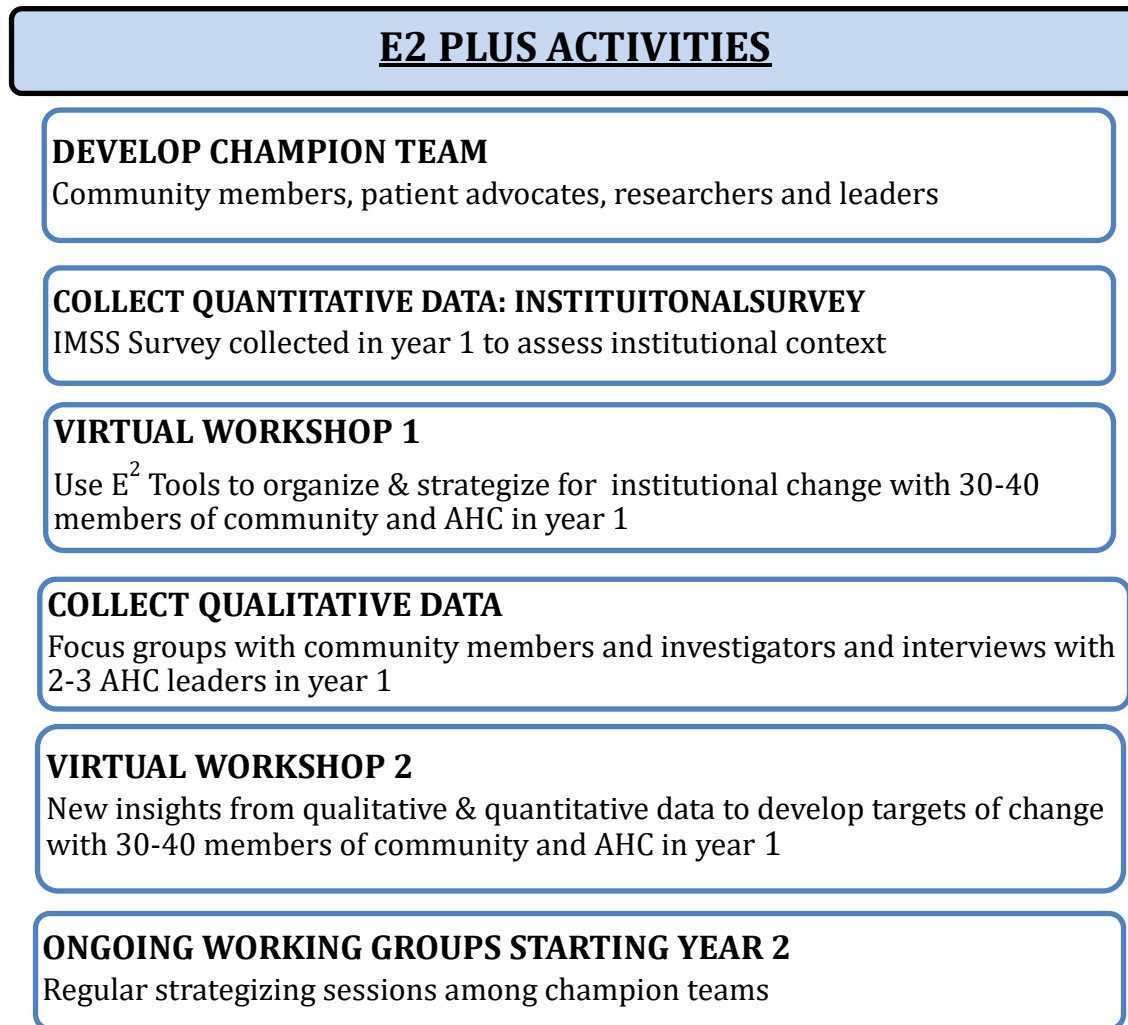 E2 PLUS ACTIVITIES
DEVELOP CHAMPION TEAM
Community members, patient advocates, researchers and leaders
COLLECT QUANTITATIVE DATA: INSTITUITONALSURVEY
IMSS Survey collected in year 1 to assess institutional context
VIRTUAL WORKSHOP 1
Use E² Tools to organize & strategize for institutional change with 30-40
members of community and AHC in year 1
COLLECT QUALITATIVE DATA
Focus groups with community members and investigators and interviews with
2-3 AHC leaders in year 1
VIRTUAL WORKSHOP 2
New insights from qualitative & quantitative data to develop targets of change
with 30-40 members of community and AHC in year 1
ONGOING WORKING GROUPS STARTING YEAR 2
Regular strategizing sessions among champion teams